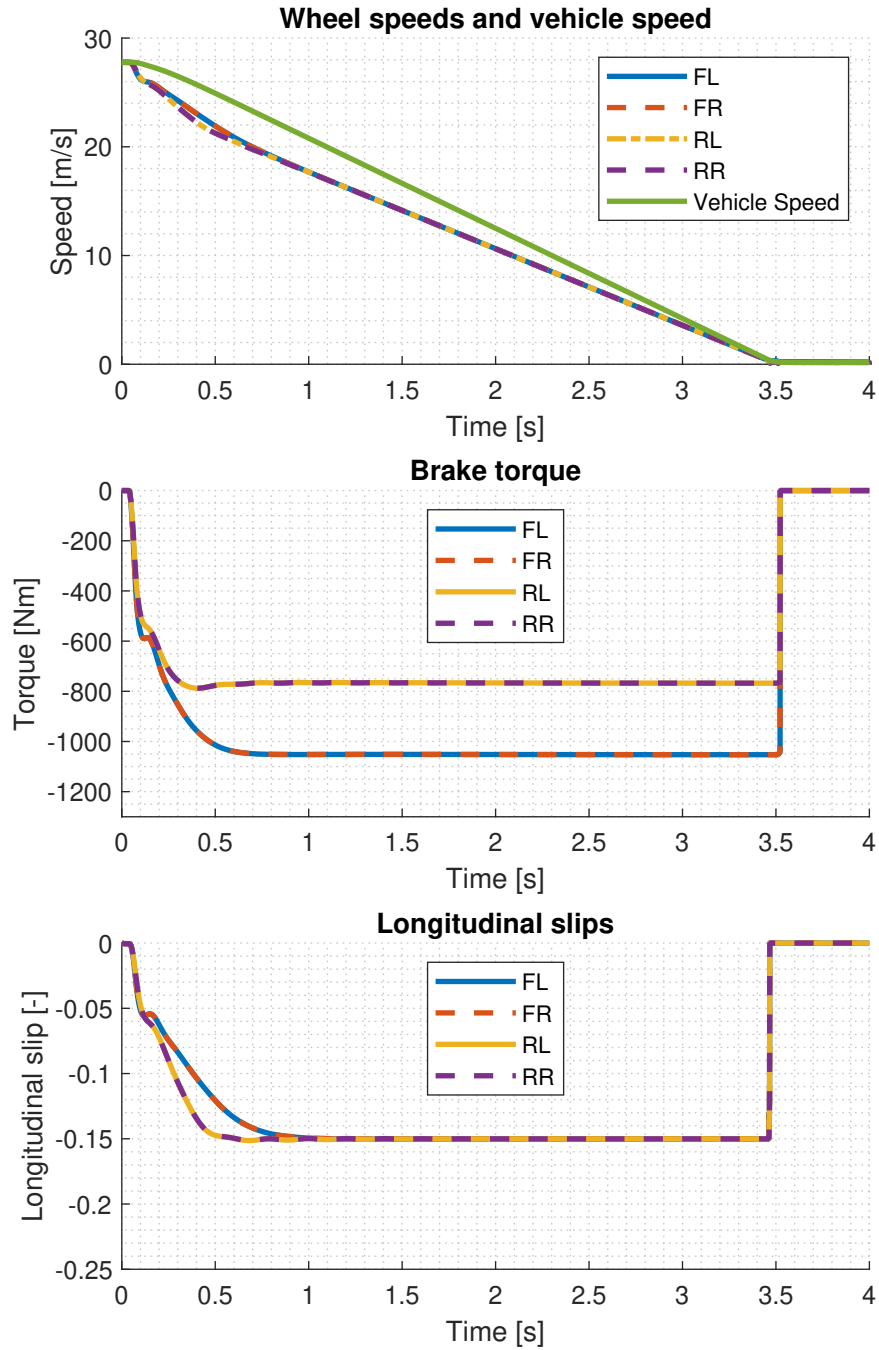 Wheel speeds and vehicle speed
30
20
10
0
Speed [m/s]
FL
FR
RL
RR
Vehicle Speed
0 0.5 1 1.5 2 2.5 3 3.5 4
Time [s]
Brake torque
0
-200
-400
-600
-800
-1000
-1200
Torque [Nm]
FL
FR
RL
RR
0 0.5 1 1.5 2 2.5 3 3.5 4
Time [s]
Longitudinal slips
0
-0.05
-0.1
-0.15
-0.2
-0.25
Longitudinal slip [-]
FL
FR
RL
RR
0 0.5 1 1.5 2 2.5 3 3.5 4
Time [s]